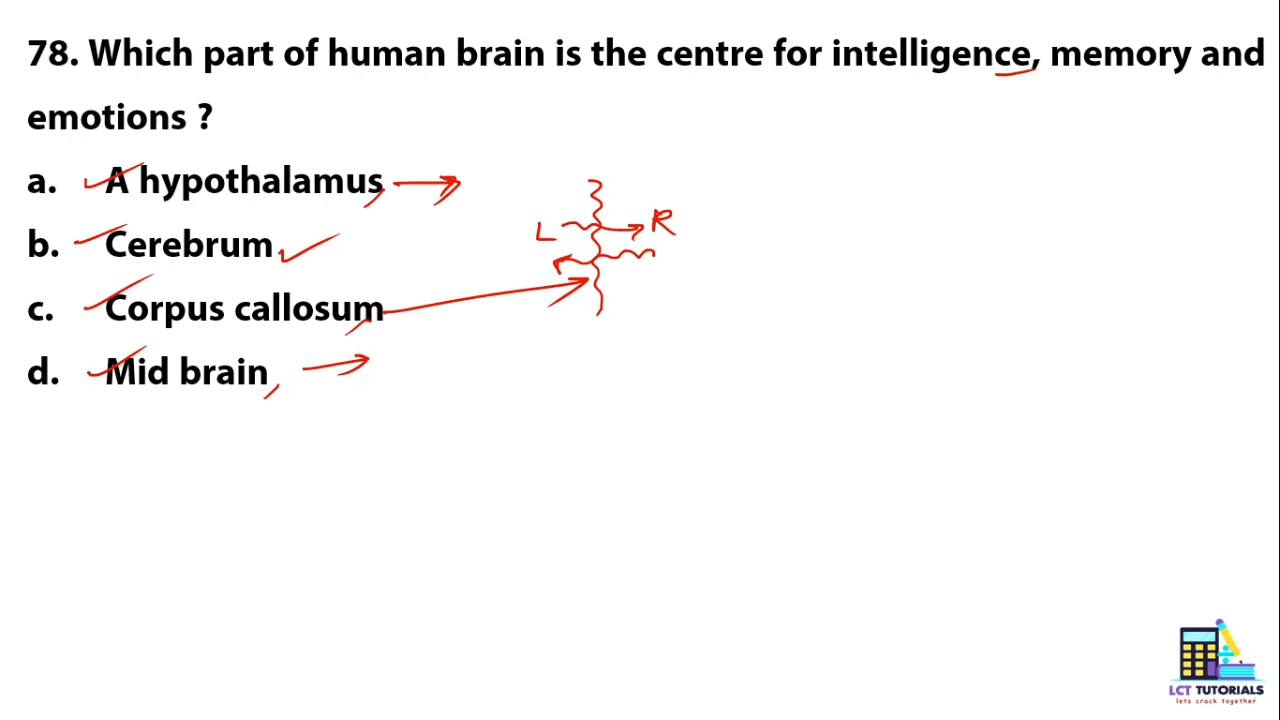 78. Which part of human brain is the centre for intelligence, memory and
emotions ?
a. A hypothalamus
b. Cerebrum
c. Corpus callosum
d. Mid brain
L R
LCT TUTORIALS
lets crack together